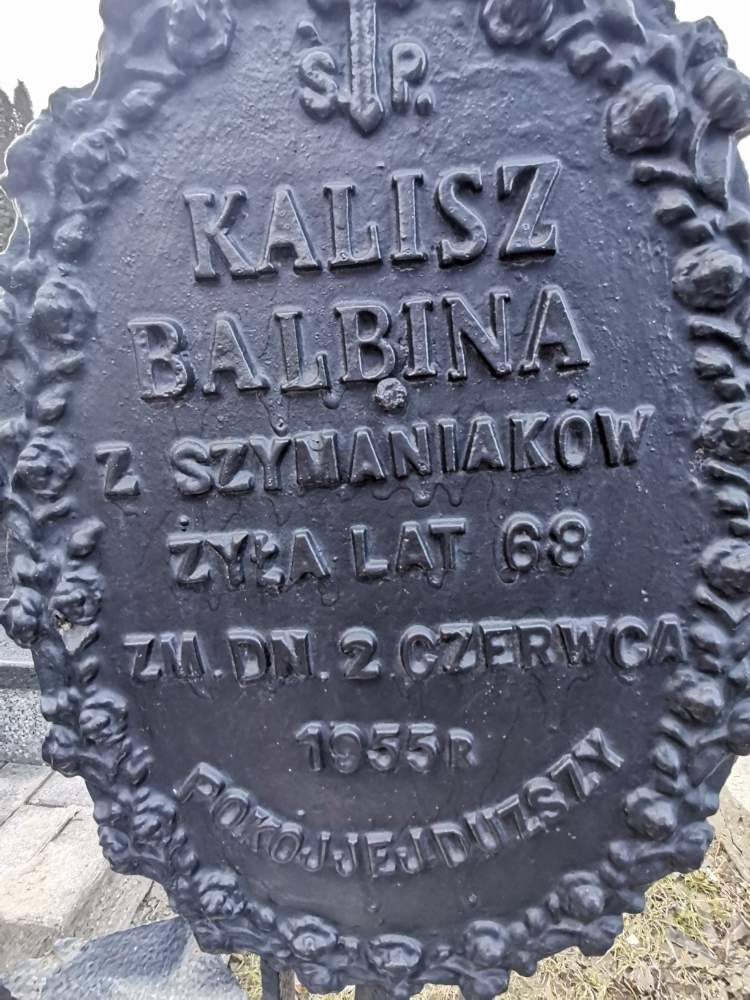 Ś. P.
KALISZ
BALBINA
Z SZYMANIAKÓW
ŻYŁA LAT 68
ZM. DN. 2 CZERWCA
1955 R
POKÓJ JEJ DUSZY